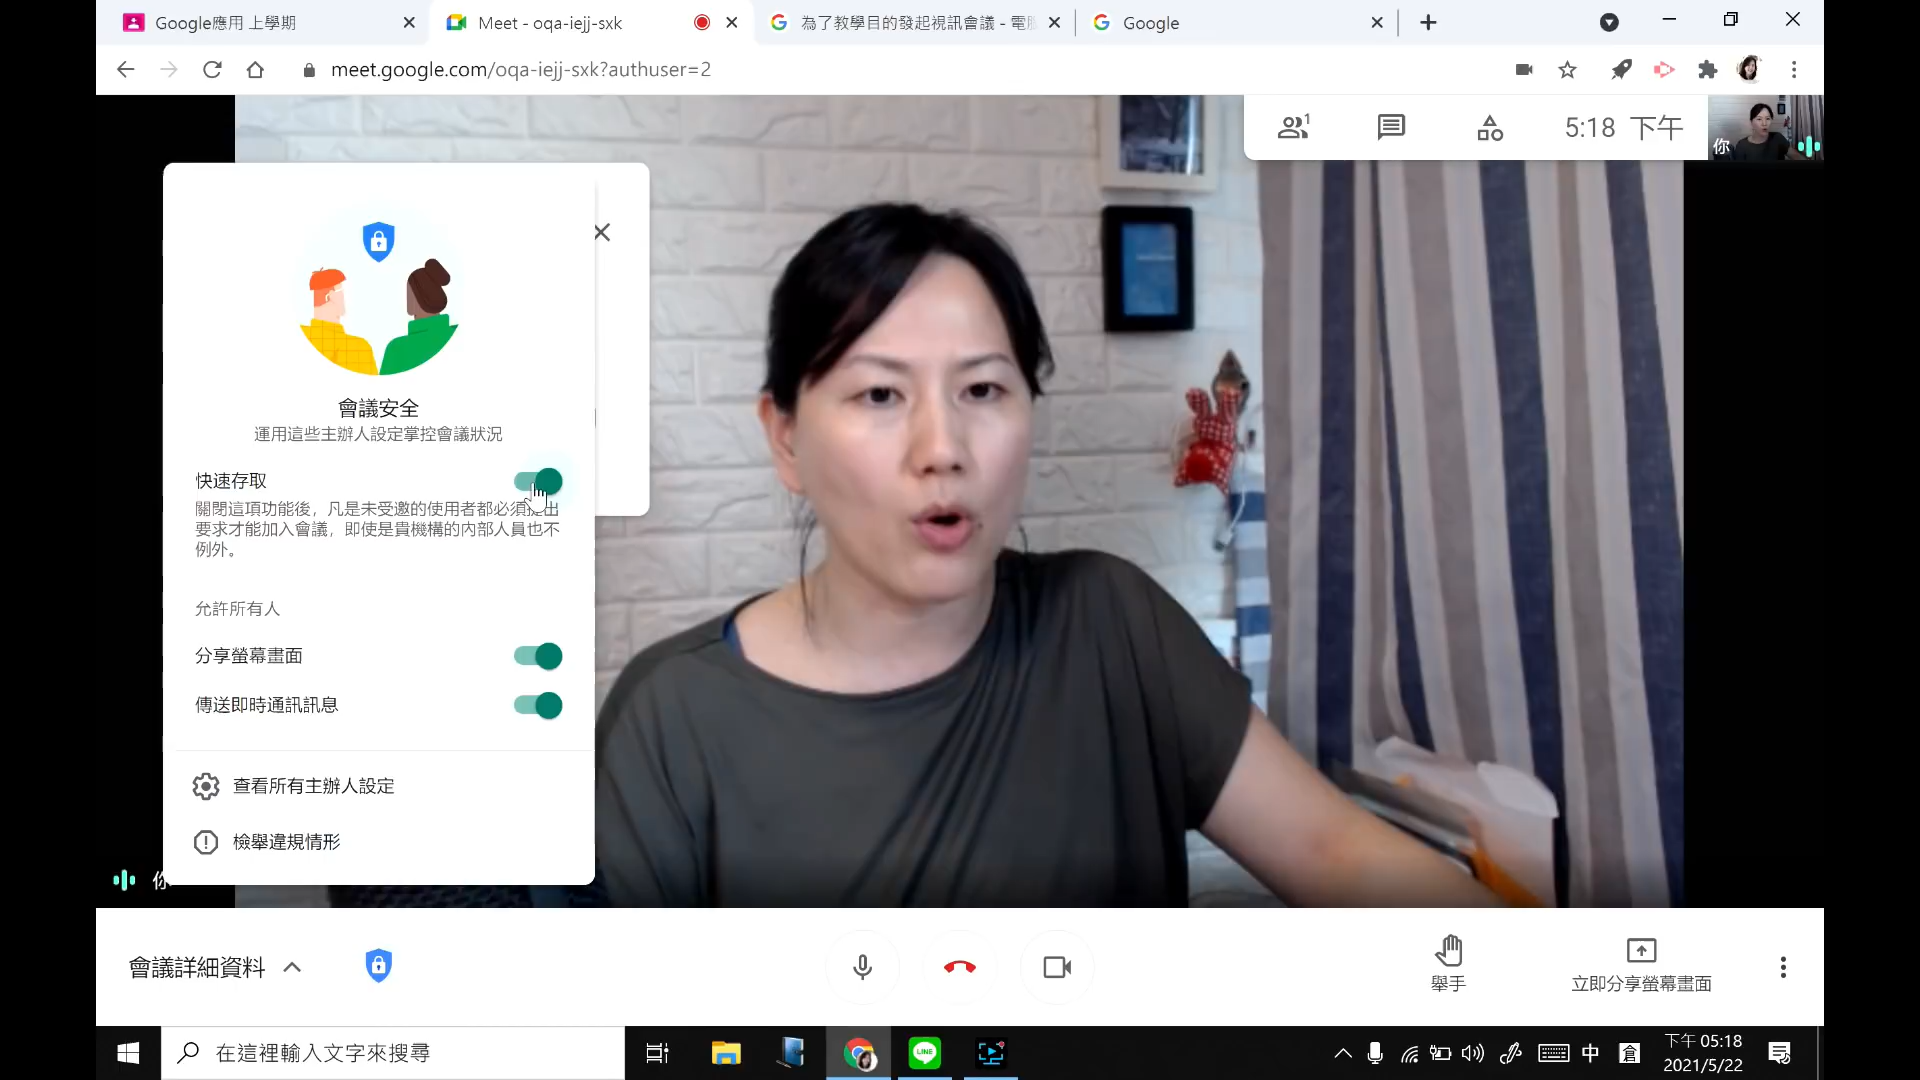 Google應用 上學期
Meet - oqa-iejj-sxk
為了教學目的發起視訊會議 - 電腦
Google
meet.google.com/oqa-iejj-sxk?authuser=2
1
5:18 下午
你
會議安全
運用這些主辦人設定掌控會議狀況
快速存取
關閉這項功能後，凡是未受邀的使用者都必須提出
要求才能加入會議，即使是貴機構的內部人員也不
例外。
允許所有人
分享螢幕畫面
傳送即時通訊訊息
查看所有主辦人設定
檢舉違規情形
你
會議詳細資料
舉手
立即分享螢幕畫面
在這裡輸入文字來搜尋
LINE
中
倉
下午 05:18
2021/5/22